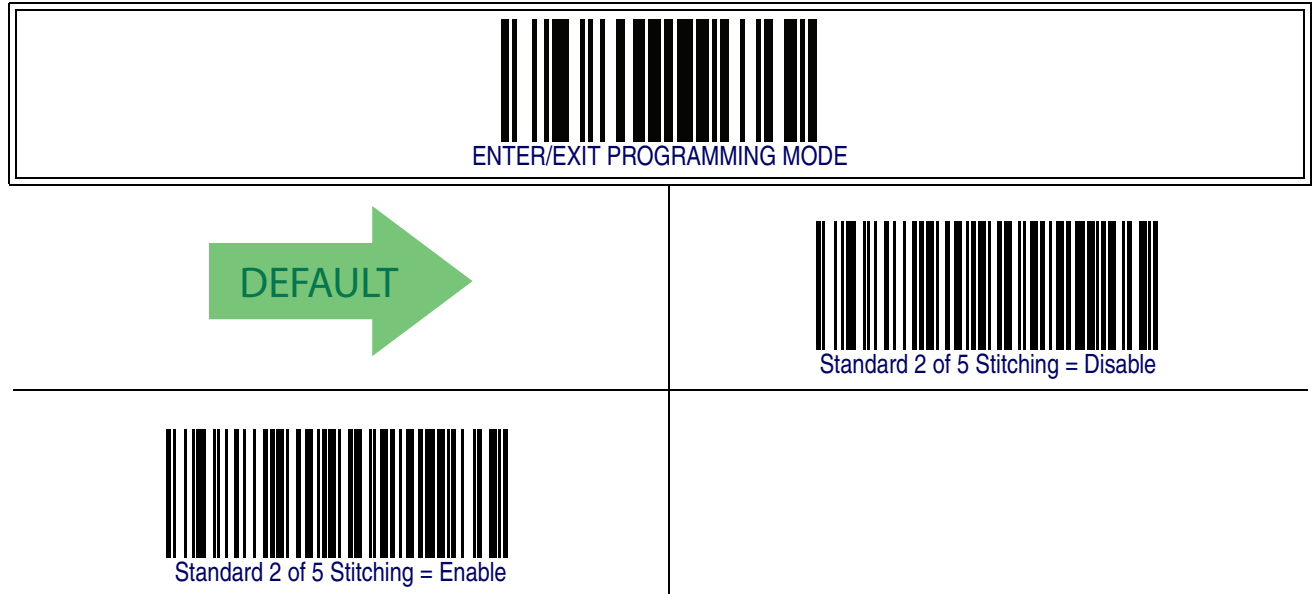 ENTER/EXIT PROGRAMMING MODE
DEFAULT
Standard 2 of 5 Stitching = Disable
Standard 2 of 5 Stitching = Enable